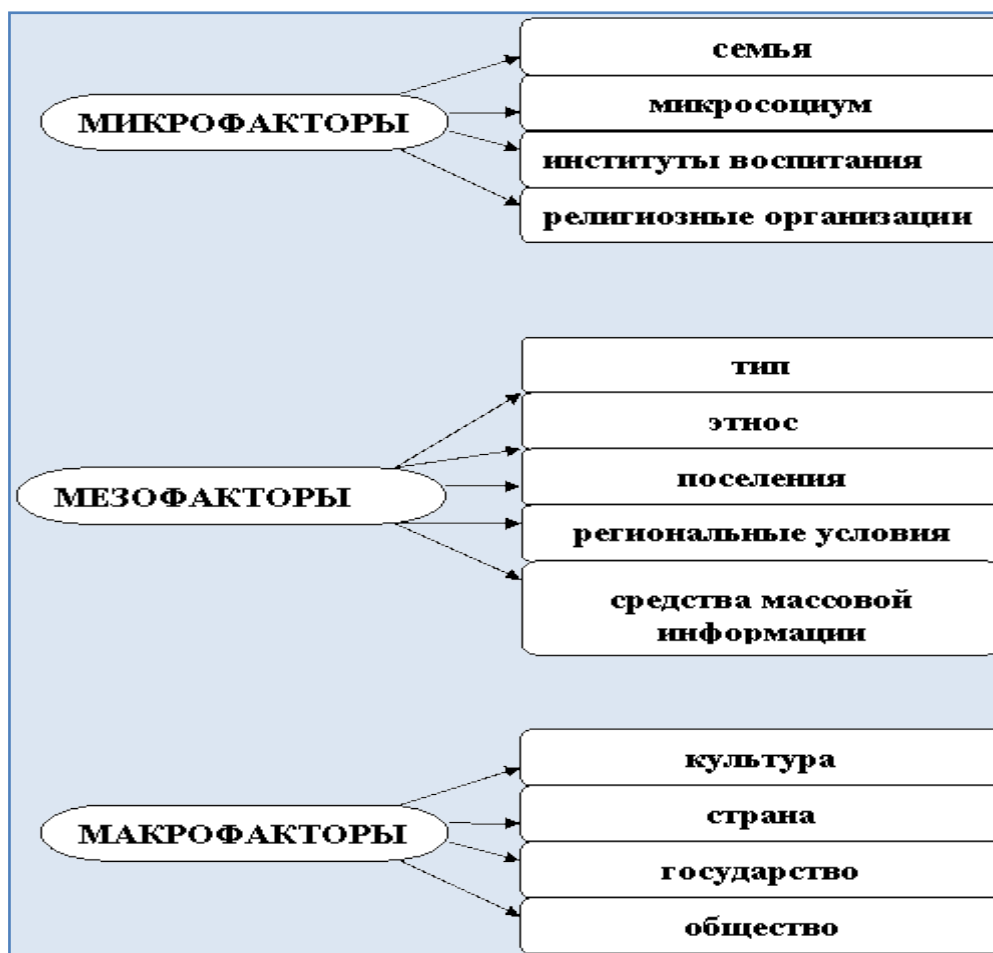 МИКРОФАКТОРЫ
семья
микросоциум
институты воспитания
религиозные организации
МЕЗОФАКТОРЫ
тип
этнос
поселения
региональные условия
средства массовой
информации
МАКРОФАКТОРЫ
культура
страна
государство
общество